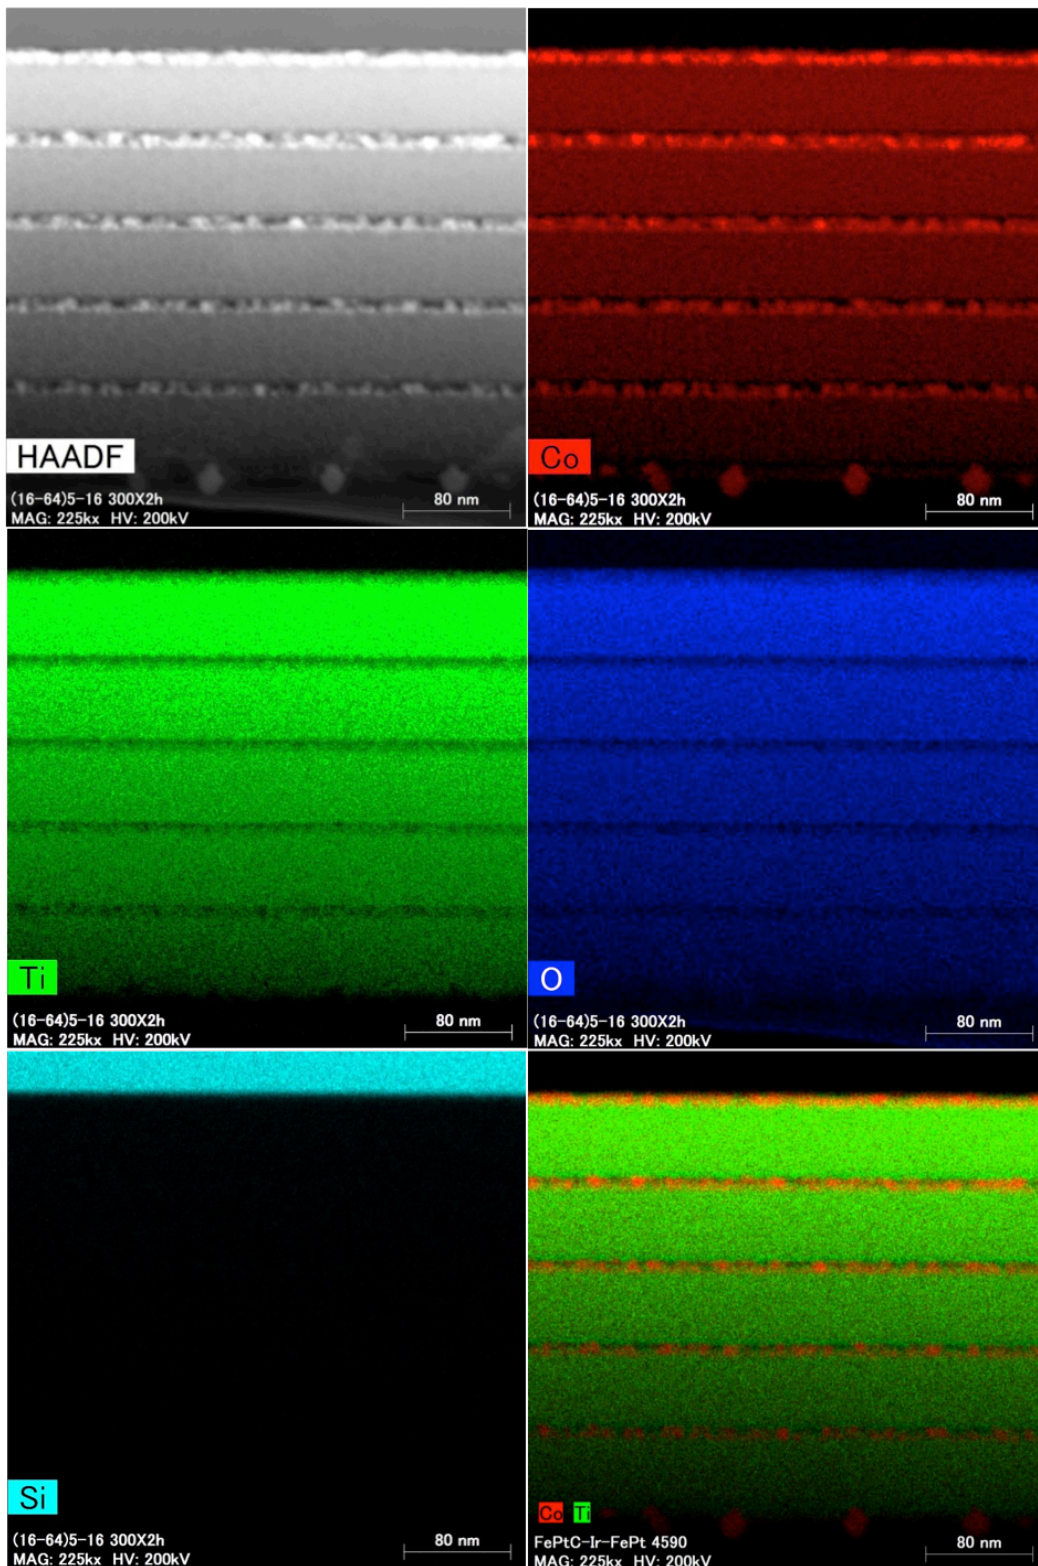 HAADF
(16-64)5-16 300X2h
MAG: 225kx HV: 200kV
80 nm
Co
(16-64)5-16 300X2h
MAG: 225kx HV: 200kV
80 nm
Ti
(16-64)5-16 300X2h
MAG: 225kx HV: 200kV
80 nm
O
(16-64)5-16 300X2h
MAG: 225kx HV: 200kV
80 nm
Si
(16-64)5-16 300X2h
MAG: 225kx HV: 200kV
80 nm
Co Ti
FePtC-Ir-FePt 4590
MAG: 225kx HV: 200kV
80 nm